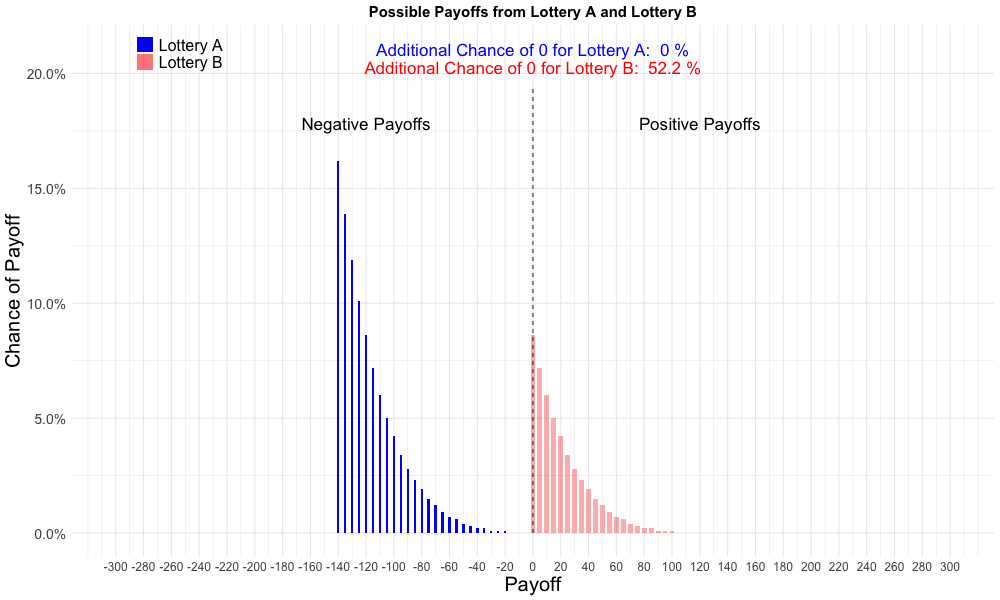 Possible Payoffs from Lottery A and Lottery B
Lottery A
Lottery B
Additional Chance of 0 for Lottery A:  0 %
Additional Chance of 0 for Lottery B:  52.2 %
Negative Payoffs
Positive Payoffs
Chance of Payoff
20.0%
15.0%
10.0%
5.0%
0.0%
-300 -280 -260 -240 -220 -200 -180 -160 -140 -120 -100 -80 -60 -40 -20 0 20 40 60 80 100 120 140 160 180 200 220 240 260 280 300
Payoff